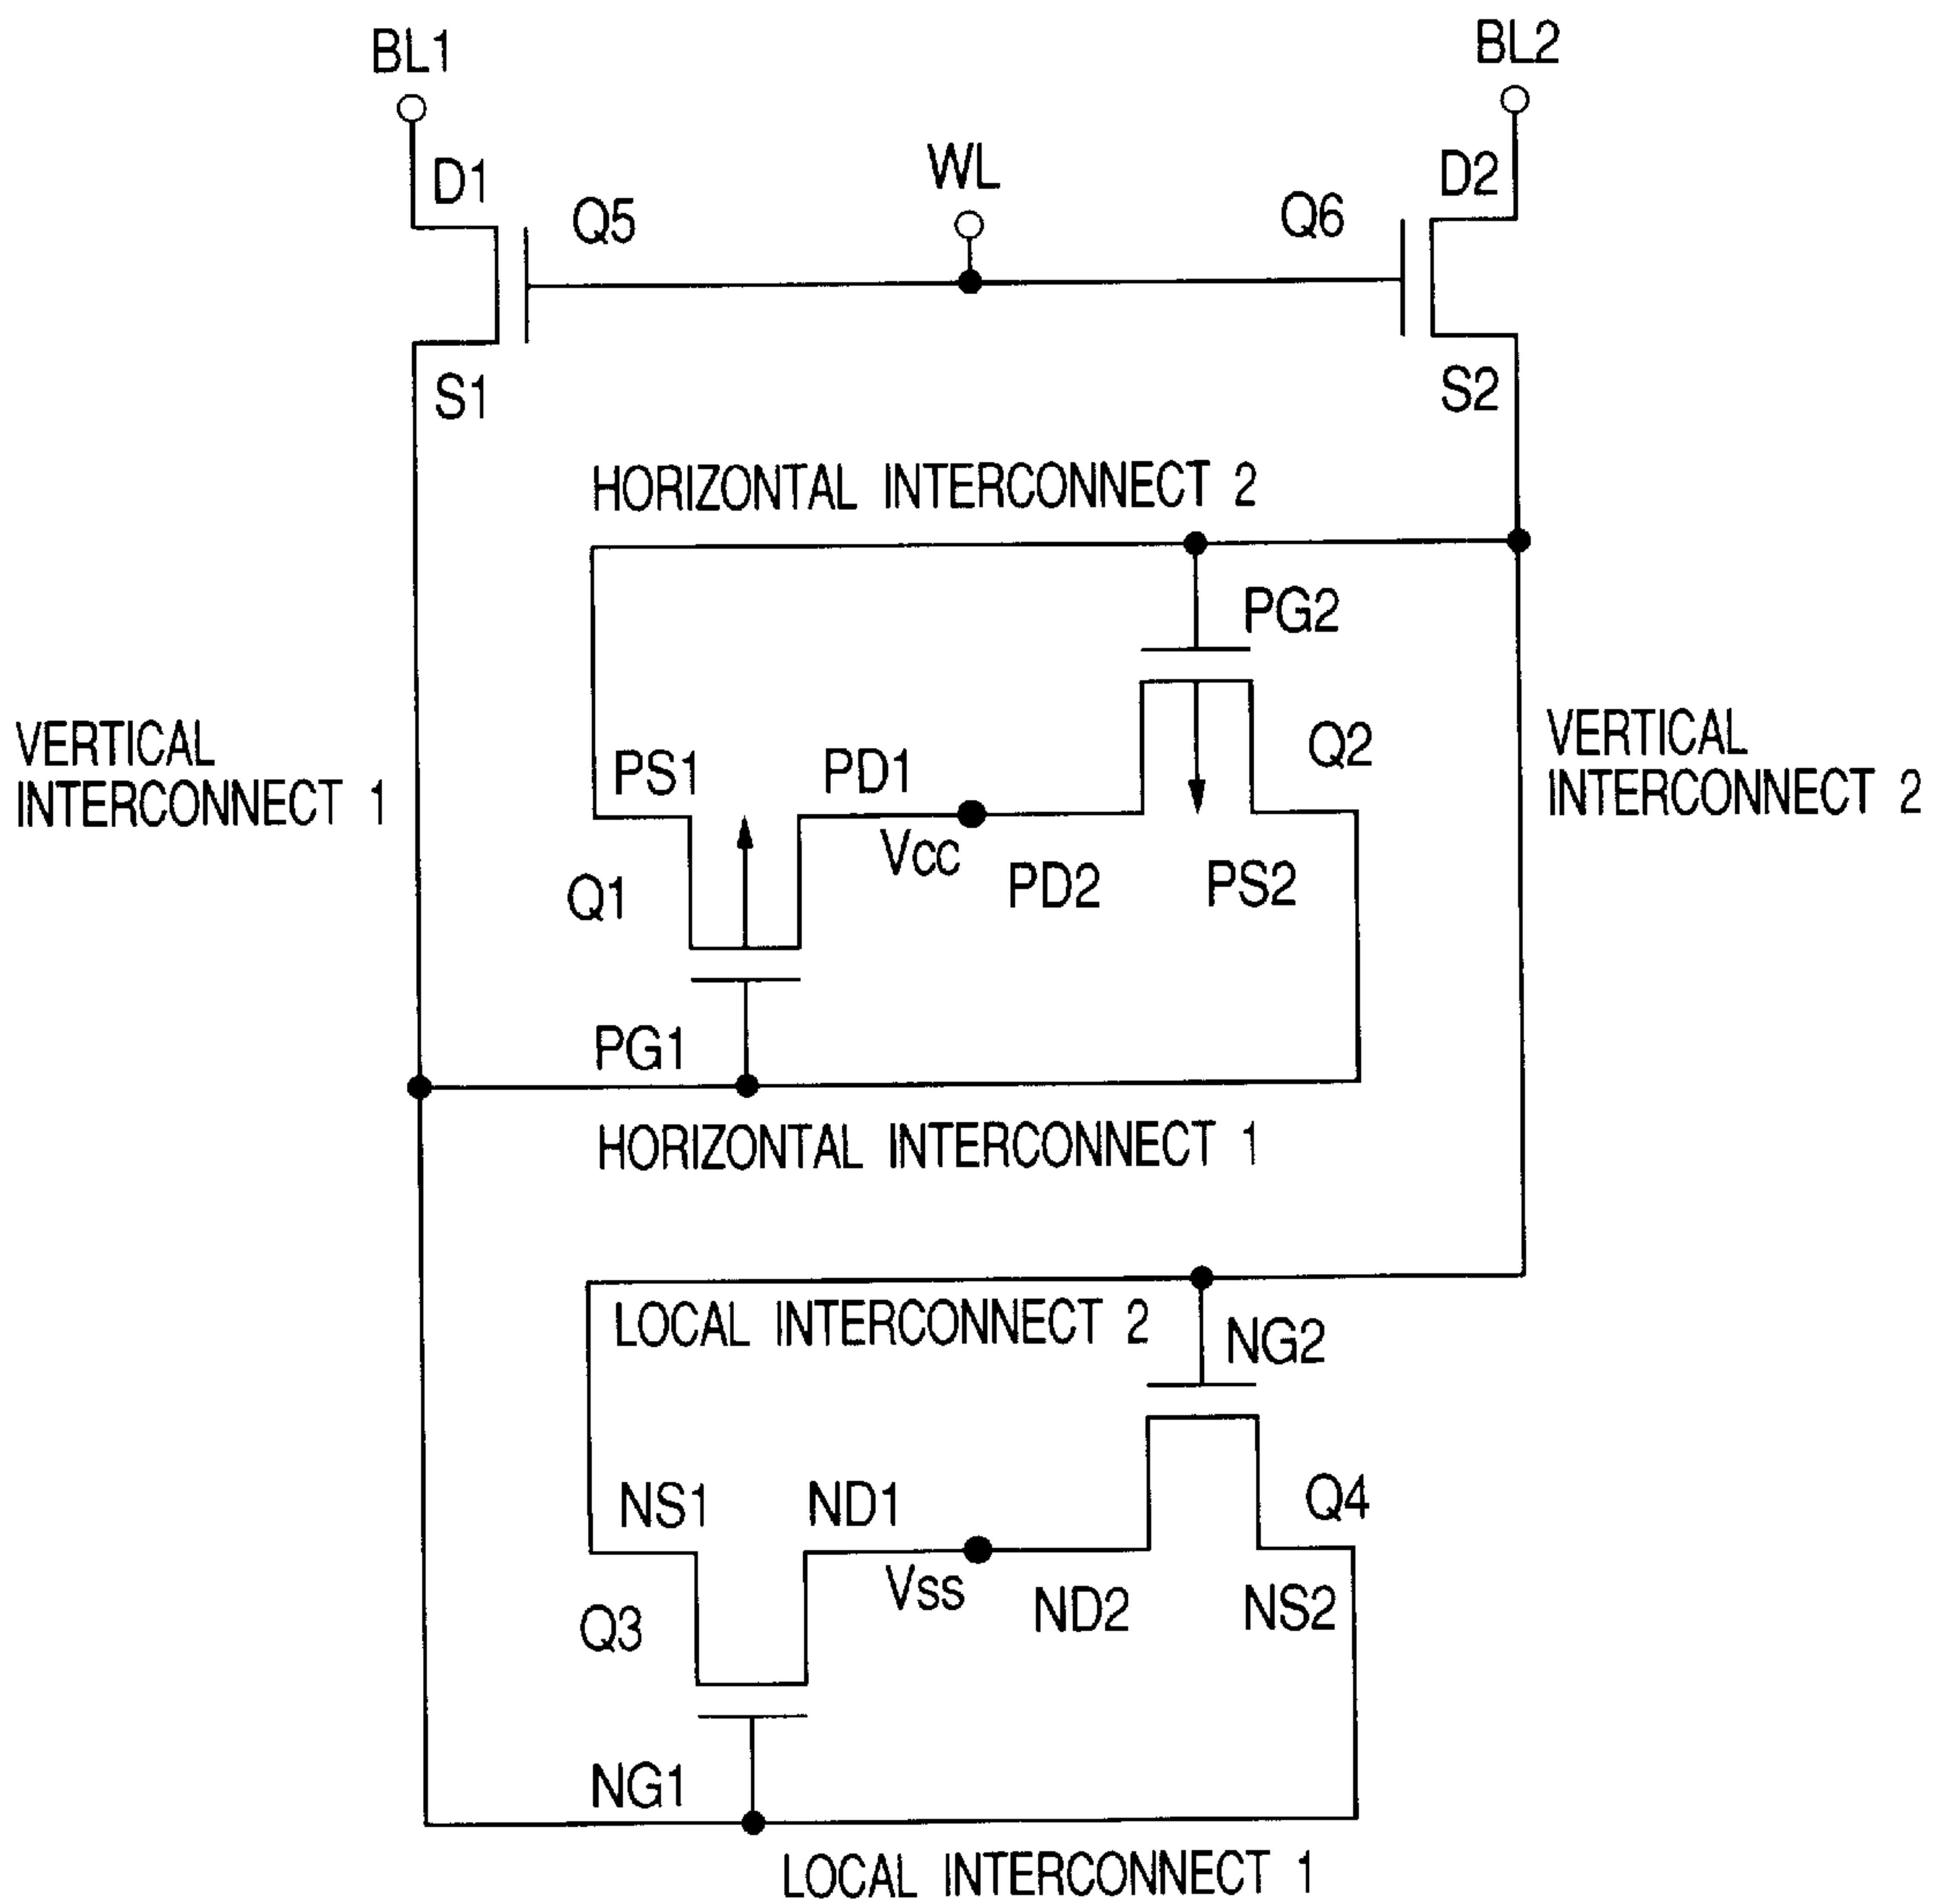 BL1
BL2
D1
Q5
WL
Q6
D2
S1
S2
HORIZONTAL INTERCONNECT 2
PG2
VERTICAL
INTERCONNECT 1
PS1
PD1
Q2
VERTICAL
INTERCONNECT 2
Q1
Vcc
PD2
PS2
PG1
HORIZONTAL INTERCONNECT 1
LOCAL INTERCONNECT 2
NG2
NS1
ND1
Q4
Q3
Vss
ND2
NS2
NG1
LOCAL INTERCONNECT 1